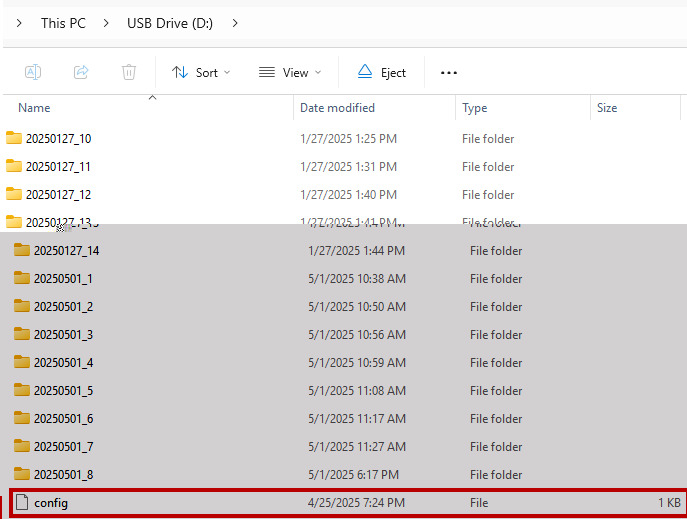 This PC USB Drive (D:)
Sort View Eject
Name Date modified Type Size
20250127_10 1/27/2025 1:25 PM File folder
20250127_11 1/27/2025 1:31 PM File folder
20250127_12 1/27/2025 1:40 PM File folder
20250127_13 1/27/2025 File folder
20250127_14 1/27/2025 1:44 PM File folder
20250501_1 5/1/2025 10:38 AM File folder
20250501_2 5/1/2025 10:50 AM File folder
20250501_3 5/1/2025 10:56 AM File folder
20250501_4 5/1/2025 10:59 AM File folder
20250501_5 5/1/2025 11:08 AM File folder
20250501_6 5/1/2025 11:17 AM File folder
20250501_7 5/1/2025 11:27 AM File folder
20250501_8 5/1/2025 6:17 PM File folder
config 4/25/2025 7:24 PM File 1 KB